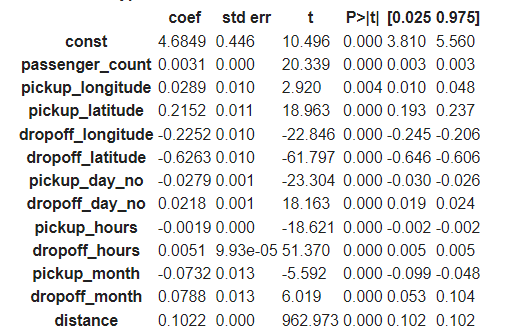 coef std err t P>|t| [0.025 0.975]
const 4.6849 0.446 10.496 0.000 3.810 5.560
passenger_count 0.0031 0.000 20.339 0.000 0.003 0.003
pickup_longitude 0.0289 0.010 2.920 0.004 0.010 0.048
pickup_latitude 0.2152 0.011 18.963 0.000 0.193 0.237
dropoff_longitude -0.2252 0.010 -22.846 0.000 -0.245 -0.206
dropoff_latitude -0.6263 0.010 -61.797 0.000 -0.646 -0.606
pickup_day_no -0.0279 0.001 -23.304 0.000 -0.030 -0.026
dropoff_day_no 0.0218 0.001 18.163 0.000 0.019 0.024
pickup_hours -0.0019 0.000 -18.621 0.000 -0.002 -0.002
dropoff_hours 0.0051 9.93e-05 51.370 0.000 0.005 0.005
pickup_month -0.0732 0.013 -5.592 0.000 -0.099 -0.048
dropoff_month 0.0788 0.013 6.019 0.000 0.053 0.104
distance 0.1022 0.000 962.973 0.000 0.102 0.102